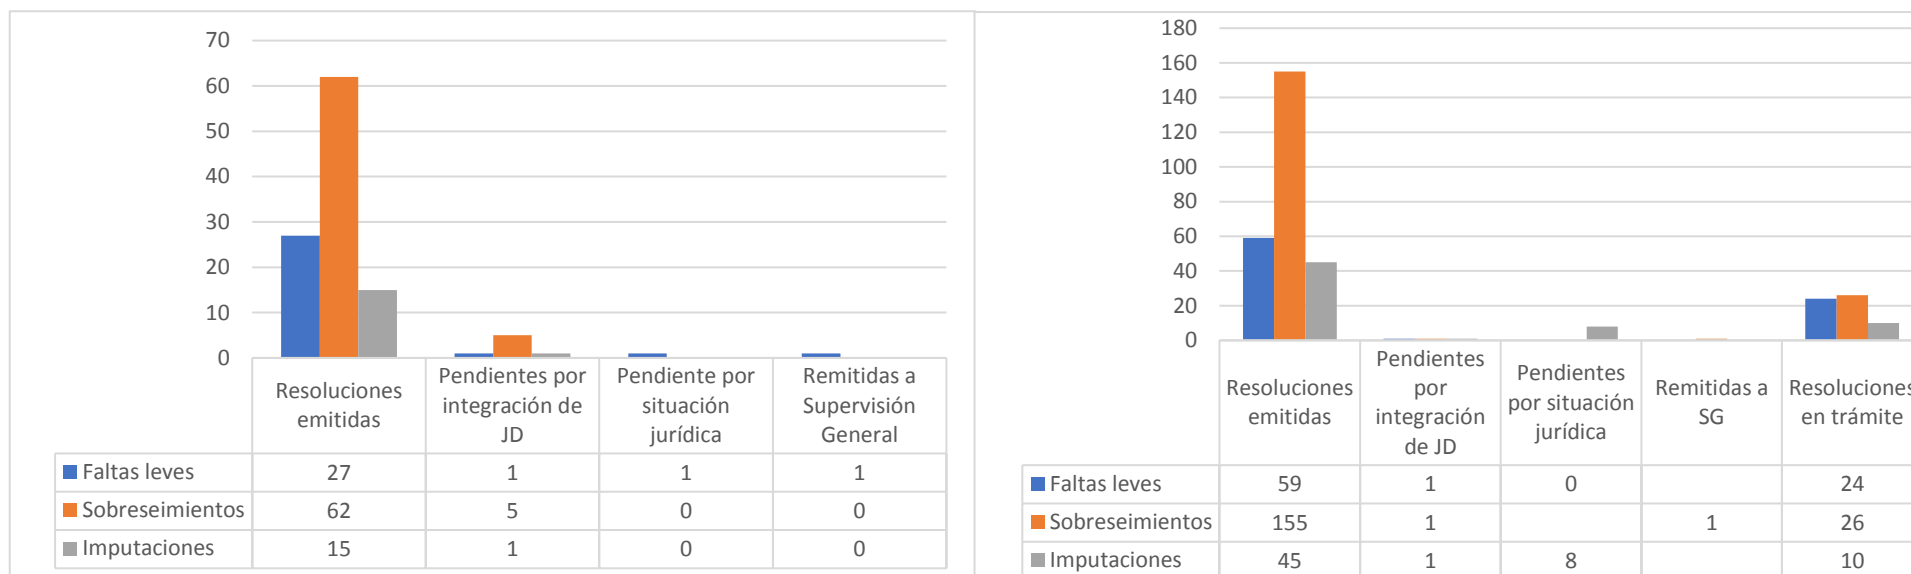 70
60
50
40
30
20
10
0
Resoluciones
emitidas
Pendientes por
integración de
JD
Pendiente por
situación
jurídica
Remitidas a
Supervisión
General
Faltas leves 27 1 1 1
Sobreseimientos 62 5 0 0
Imputaciones 15 1 0 0
180
160
140
120
100
80
60
40
20
0
Resoluciones
emitidas
Pendientes
por
integración
de JD
Pendientes
por situación
jurídica
Remitidas a
SG
Resoluciones
en trámite
Faltas leves 59 1 0 24
Sobreseimientos 155 1 1 26
Imputaciones 45 1 8 10